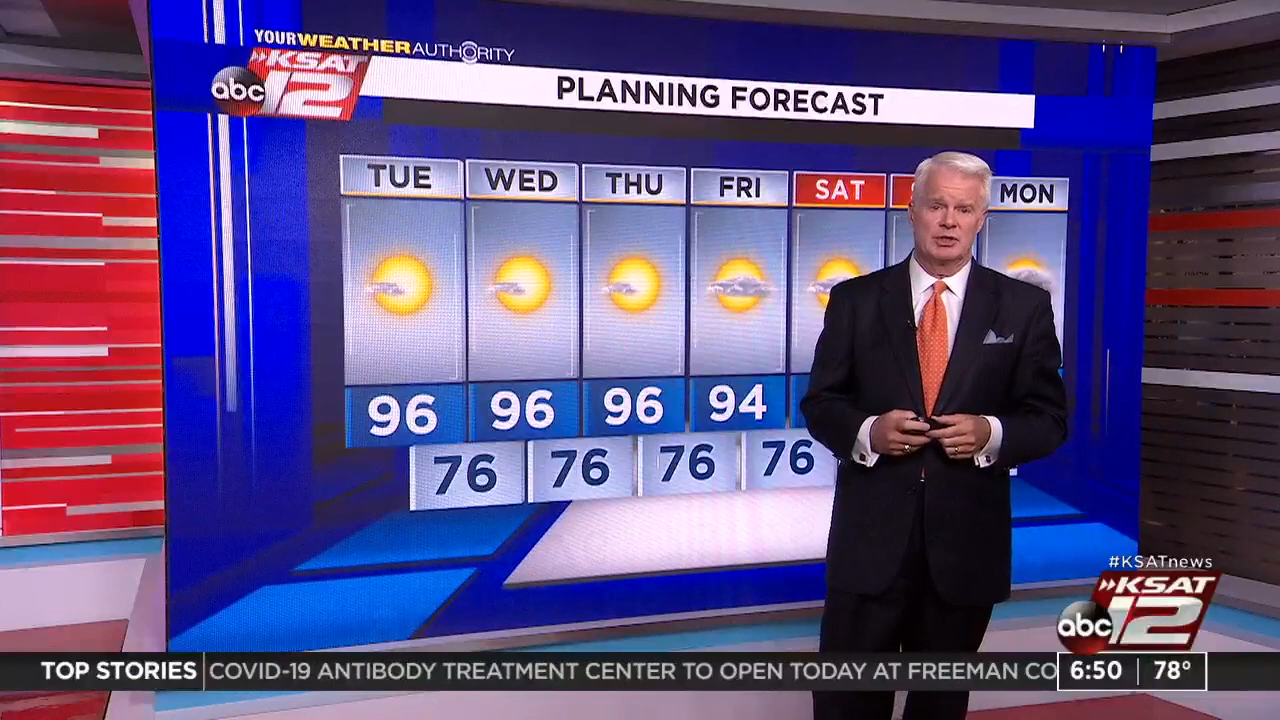 YOURWEATHERAUTHORITY
»KSAT
abc 12
PLANNING FORECAST
TUE WED THU FRI SAT MON
96 96 96 94
76 76 76 76
#KSATnews
»KSAT
abc 12
TOP STORIES COVID-19 ANTIBODY TREATMENT CENTER TO OPEN TODAY AT FREEMAN CO 6:50 78°